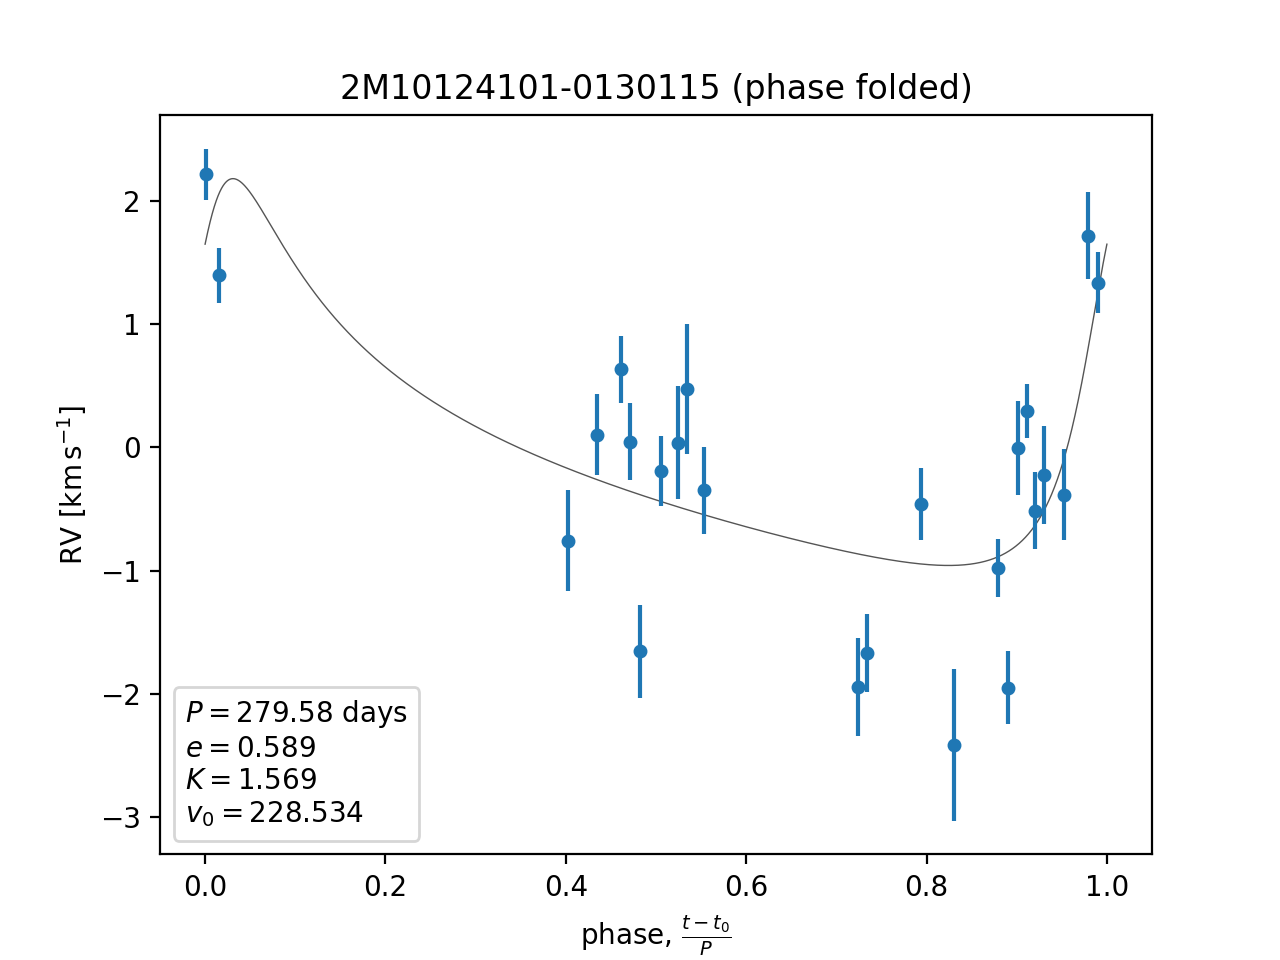 2M10124101-0130115 (phase folded)
RV [km s⁻¹]
2
1
0
−1
−2
−3
P = 279.58 days
e = 0.589
K = 1.569
v₀ = 228.534
0.0 0.2 0.4 0.6 0.8 1.0
phase, (t − t₀)/P